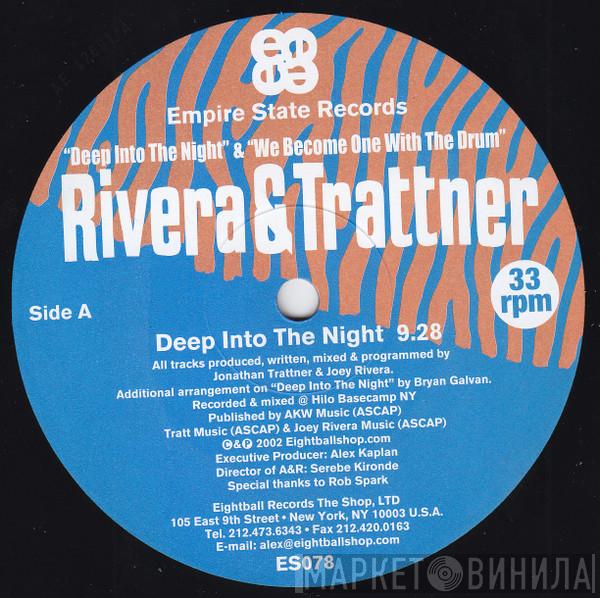 Empire State Records
"Deep Into The Night" & "We Become One With The Drum"
Rivera & Trattner
33
rpm
Side A
Deep Into The Night 9.28
All tracks produced, written, mixed & programmed by
Jonathan Trattner & Joey Rivera.
Additional arrangement on "Deep Into The Night" by Bryan Galvan.
Recorded & mixed @ Hilo Basecamp NY
Published by AKW Music (ASCAP)
Tratt Music (ASCAP) & Joey Rivera Music (ASCAP)
©&℗ 2002 Eightballshop.com
Executive Producer: Alex Kaplan
Director of A&R: Serebe Kironde
Special thanks to Rob Spark
Eightball Records The Shop, LTD
105 East 9th Street • New York, NY 10003 U.S.A.
Tel. 212.473.6343 • Fax 212.420.0163
E-mail: alex@eightballshop.com
ES078
МАРКЕТ ВИНИЛА